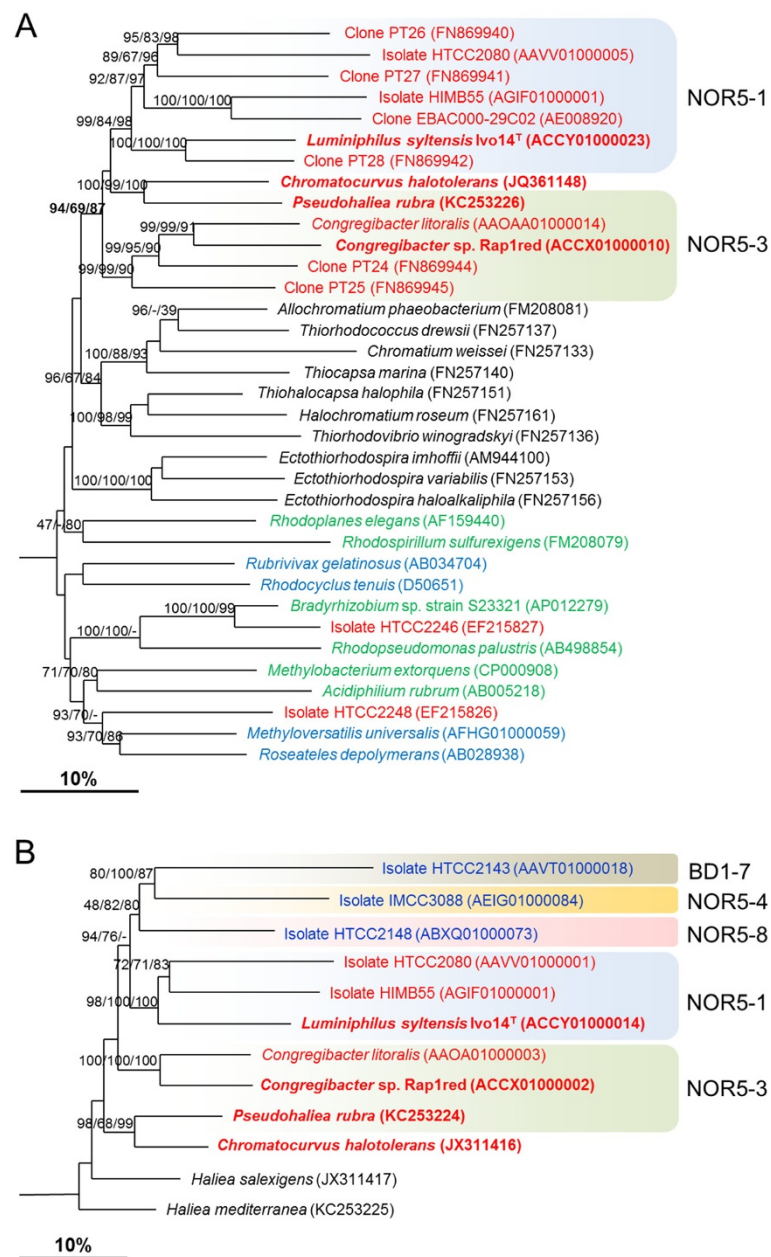 A
95/83/98
Clone PT26 (FN869940)
89/67/96
Isolate HTCC2080 (AAVV01000005)
92/87/97
Clone PT27 (FN869941)
NOR5-1
100/100/100
Isolate HIMB55 (AGIF01000001)
Clone EBAC000-29C02 (AE008920)
99/84/98
100/100/100
Luminiphilus syltensis Ivo14T (ACCY01000023)
Clone PT28 (FN869942)
100/99/100
Chromatocurvus halotolerans (JQ361148)
94/69/87
Pseudohaliea rubra (KC253226)
99/99/91
Congregibacter litoralis (AAOAA01000014)
99/95/90
Congregibacter sp. Rap1red (ACCX01000010)
NOR5-3
99/99/90
Clone PT24 (FN869944)
Clone PT25 (FN869945)
96/-/39
Allochromatium phaeobacterium (FM208081)
Thiorhodococcus drewsii (FN257137)
100/88/93
Chromatium weissei (FN257133)
96/67/84
Thiocapsa marina (FN257140)
Thiohalocapsa halophila (FN257151)
100/98/99
Halochromatium roseum (FN257161)
Thiorhodovibrio winogradskyi (FN257136)
Ectothiorhodospira imhoffii (AM944100)
100/100/100
Ectothiorhodospira variabilis (FN257153)
Ectothiorhodospira haloalkaliphila (FN257156)
47/-/80
Rhodoplanes elegans (AF159440)
Rhodospirillum sulfurexigens (FM208079)
Rubrivivax gelatinosus (AB034704)
Rhodocyclus tenuis (D50651)
100/100/99
Bradyrhizobium sp. strain S23321 (AP012279)
100/100/-
Isolate HTCC2246 (EF215827)
Rhodopseudomonas palustris (AB498854)
71/70/80
Methylobacterium extorquens (CP000908)
Acidiphilium rubrum (AB005218)
93/70/-
Isolate HTCC2248 (EF215826)
93/70/86
Methyloversatilis universalis (AFHG01000059)
Roseateles depolymerans (AB028938)
10%
B
80/100/87
Isolate HTCC2143 (AAVT01000018)
BD1-7
48/82/80
Isolate IMCC3088 (AEIG01000084)
NOR5-4
94/76/-
Isolate HTCC2148 (ABXQ01000073)
NOR5-8
72/71/83
Isolate HTCC2080 (AAVV01000001)
Isolate HIMB55 (AGIF01000001)
NOR5-1
98/100/100
Luminiphilus syltensis Ivo14T (ACCY01000014)
100/100/100
Congregibacter litoralis (AAOA01000003)
Congregibacter sp. Rap1red (ACCX01000002)
NOR5-3
98/68/99
Pseudohaliea rubra (KC253224)
Chromatocurvus halotolerans (JX311416)
Haliea salexigens (JX311417)
Haliea mediterranea (KC253225)
10%